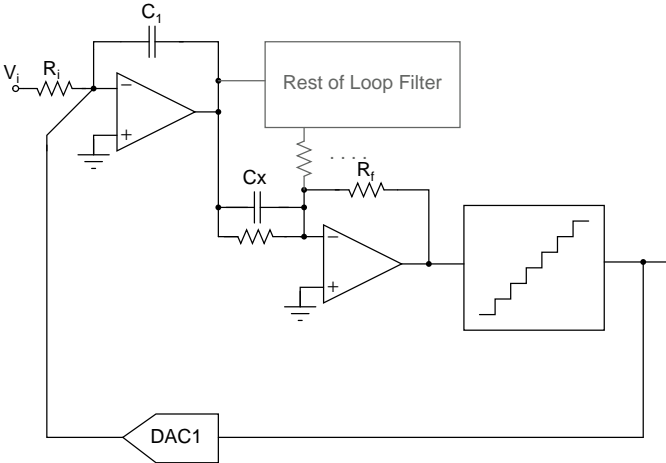 C1
Vi
Ri
−
+
Rest of Loop Filter
. . . .
Cx
Rf
−
+
DAC1